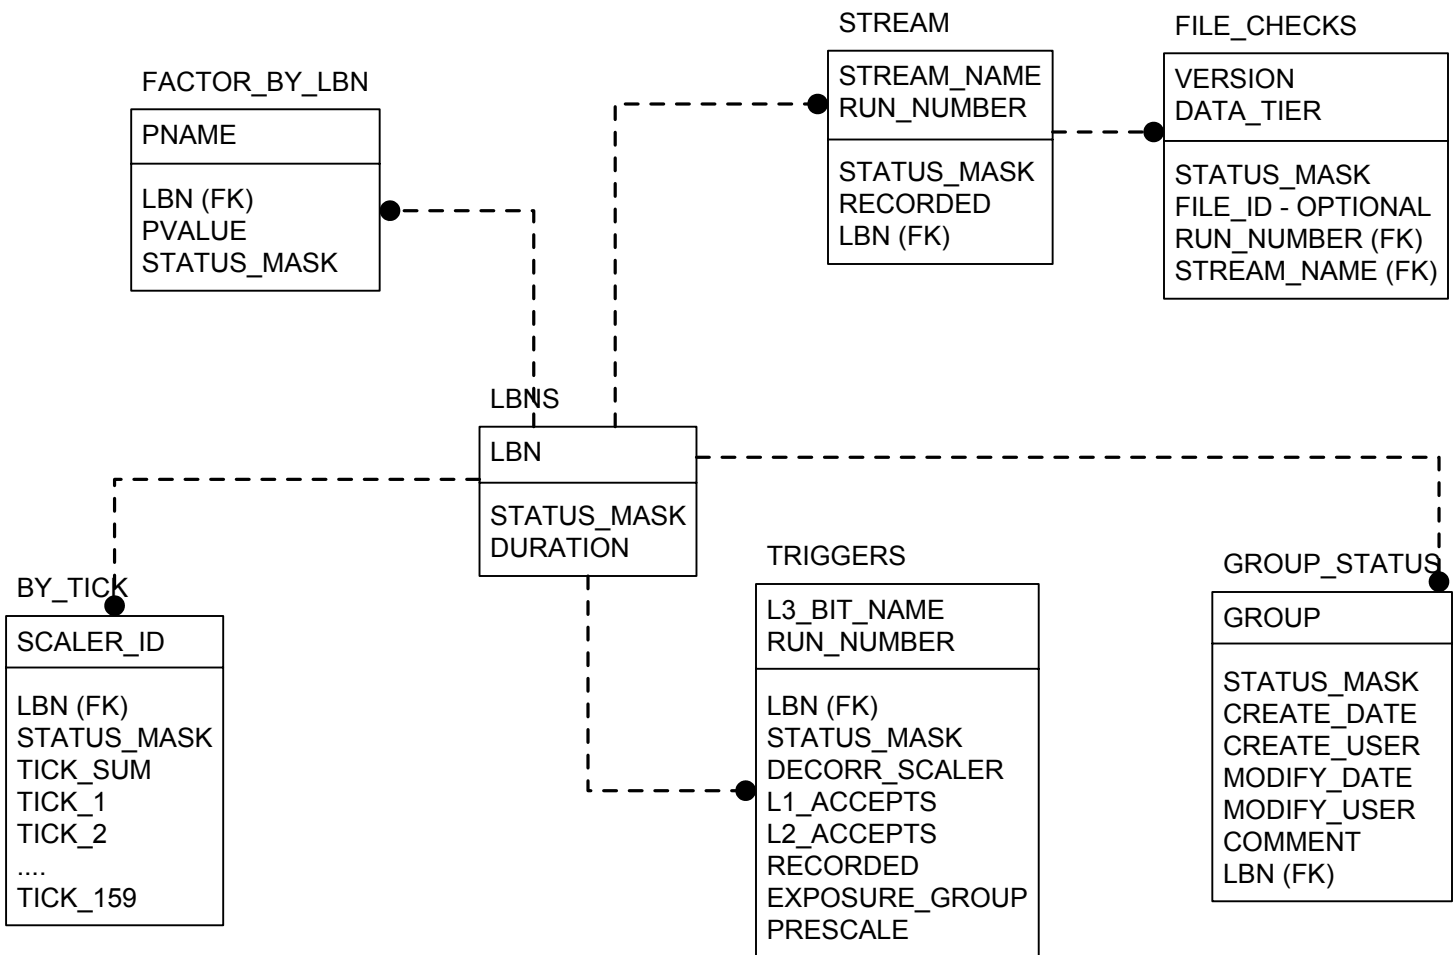 STREAM
STREAM_NAME
RUN_NUMBER
STATUS_MASK
RECORDED
LBN (FK)
FILE_CHECKS
VERSION
DATA_TIER
STATUS_MASK
FILE_ID - OPTIONAL
RUN_NUMBER (FK)
STREAM_NAME (FK)
FACTOR_BY_LBN
PNAME
LBN (FK)
PVALUE
STATUS_MASK
LBNS
LBN
STATUS_MASK
DURATION
BY_TICK
SCALER_ID
LBN (FK)
STATUS_MASK
TICK_SUM
TICK_1
TICK_2
....
TICK_159
TRIGGERS
L3_BIT_NAME
RUN_NUMBER
LBN (FK)
STATUS_MASK
DECORR_SCALER
L1_ACCEPTS
L2_ACCEPTS
RECORDED
EXPOSURE_GROUP
PRESCALE
GROUP_STATUS
GROUP
STATUS_MASK
CREATE_DATE
CREATE_USER
MODIFY_DATE
MODIFY_USER
COMMENT
LBN (FK)